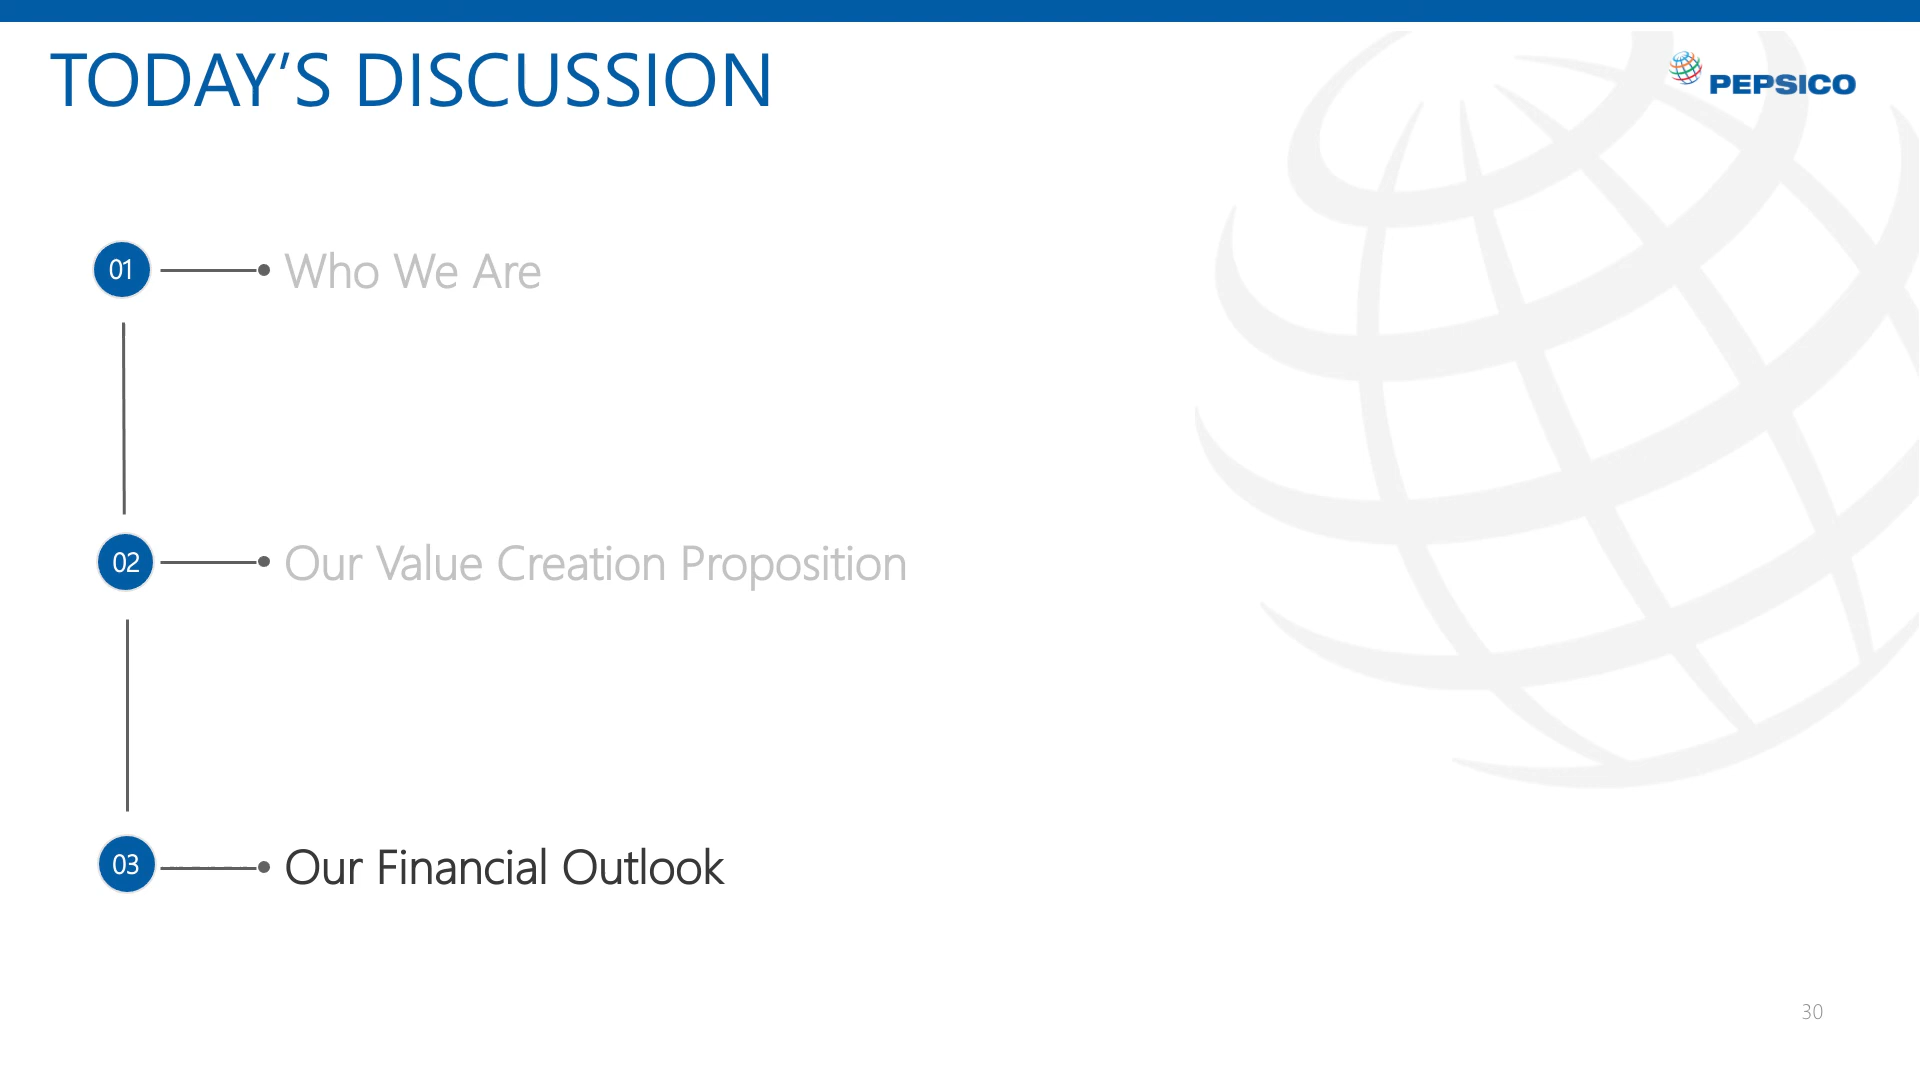 TODAY’S DISCUSSION
PEPSICO
01 Who We Are
02 Our Value Creation Proposition
03 Our Financial Outlook
30